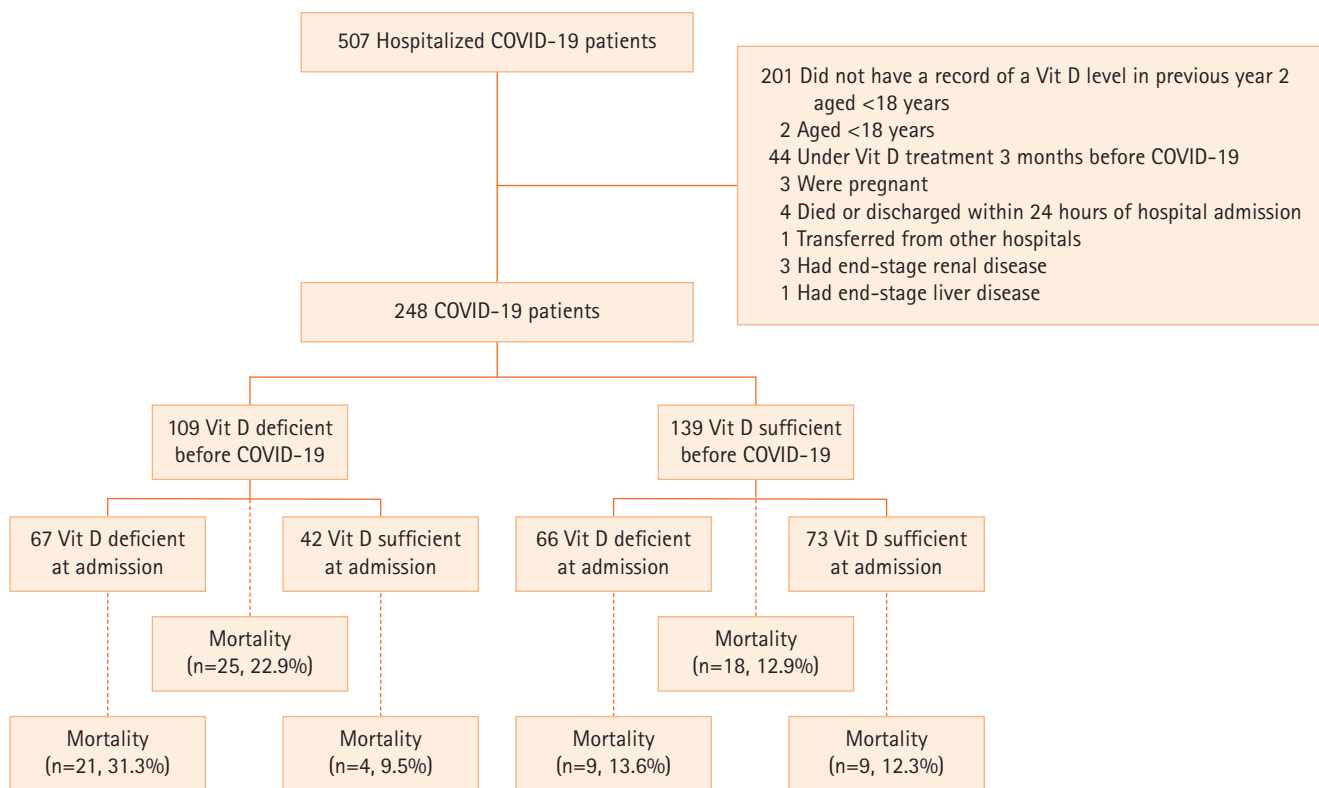 507 Hospitalized COVID-19 patients
201 Did not have a record of a Vit D level in previous year 2
aged <18 years
2 Aged <18 years
44 Under Vit D treatment 3 months before COVID-19
3 Were pregnant
4 Died or discharged within 24 hours of hospital admission
1 Transferred from other hospitals
3 Had end-stage renal disease
1 Had end-stage liver disease
248 COVID-19 patients
109 Vit D deficient
before COVID-19
139 Vit D sufficient
before COVID-19
67 Vit D deficient
at admission
42 Vit D sufficient
at admission
66 Vit D deficient
at admission
73 Vit D sufficient
at admission
Mortality
(n=25, 22.9%)
Mortality
(n=18, 12.9%)
Mortality
(n=21, 31.3%)
Mortality
(n=4, 9.5%)
Mortality
(n=9, 13.6%)
Mortality
(n=9, 12.3%)